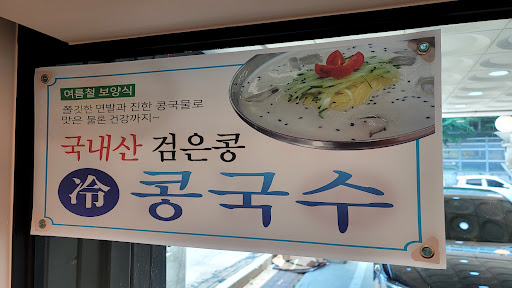 여름철 보양식
쫄깃한 면발과 진한 콩국물로
맛은 물론 건강까지~
국내산 검은콩
冷 콩국수